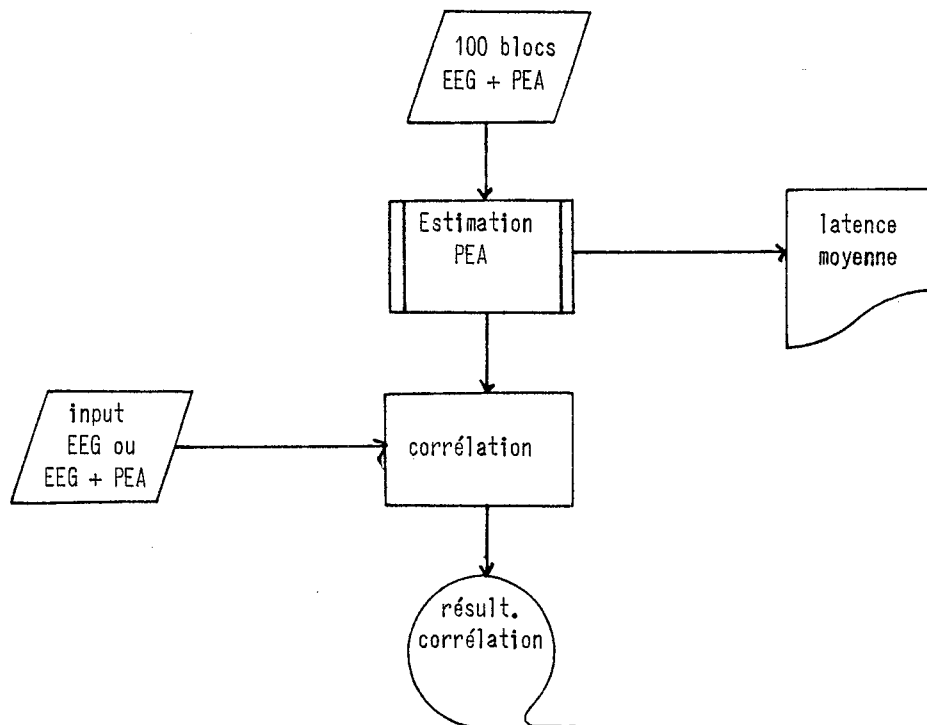 100 blocs
EEG + PEA
Estimation
PEA
latence
moyenne
input
EEG ou
EEG + PEA
corrélation
résult.
corrélation